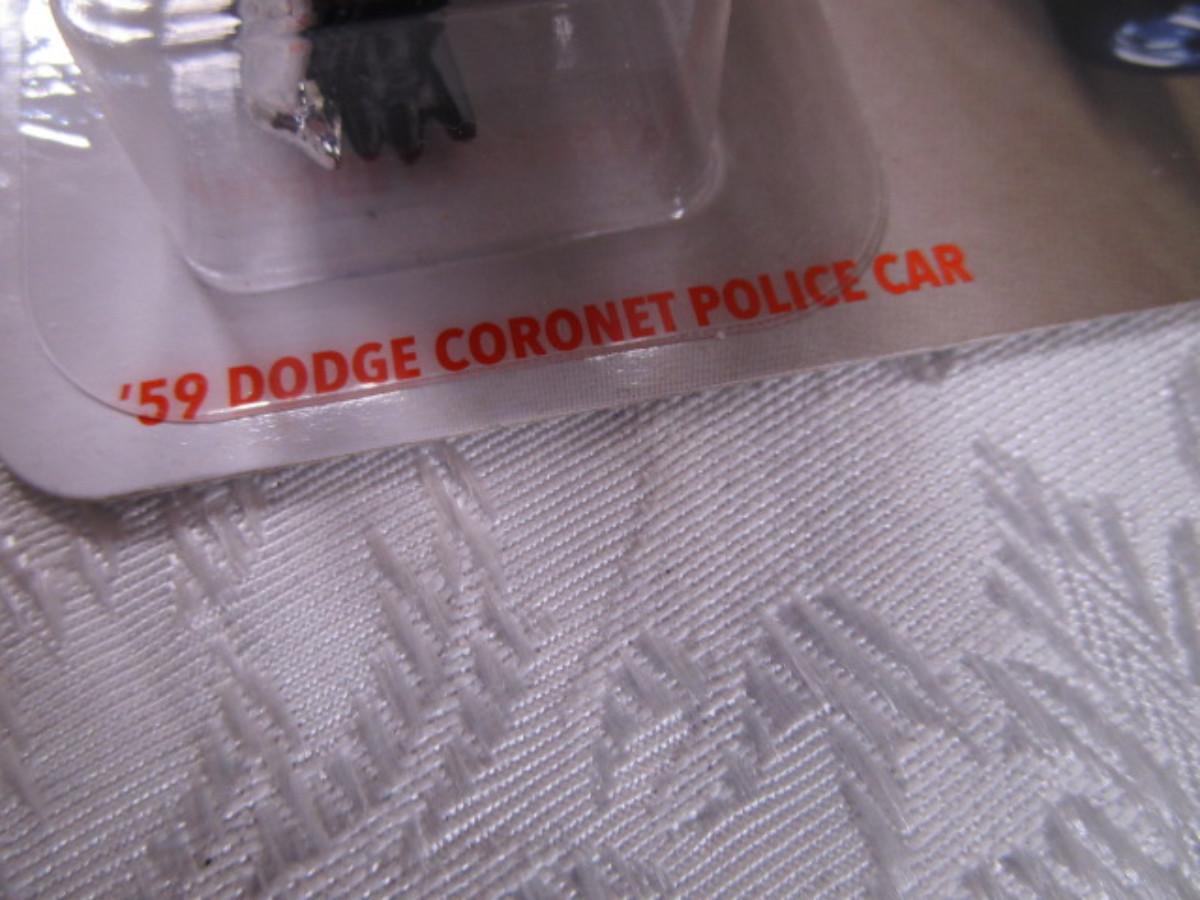 '59 DODGE CORONET POLICE CAR